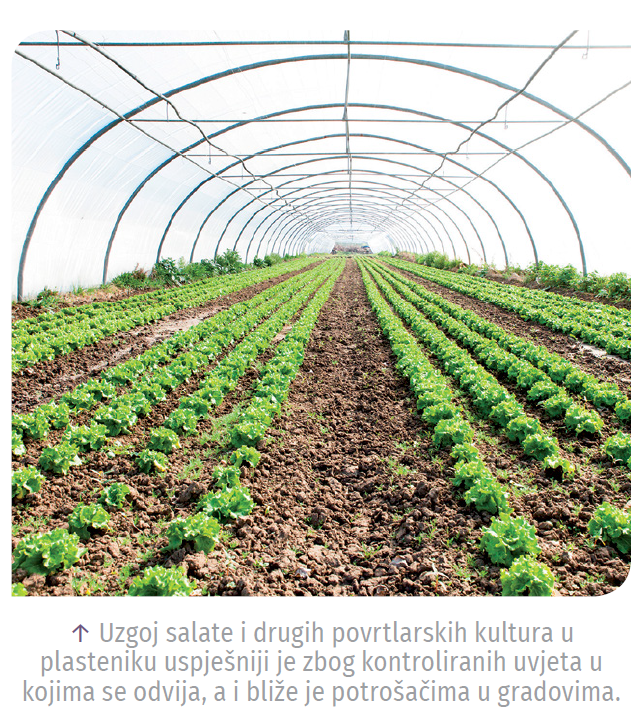 ↑ Uzgoj salate i drugih povrtlarskih kultura u
plasteniku uspješniji je zbog kontroliranih uvjeta u
kojima se odvija, a i bliže je potrošačima u gradovima.